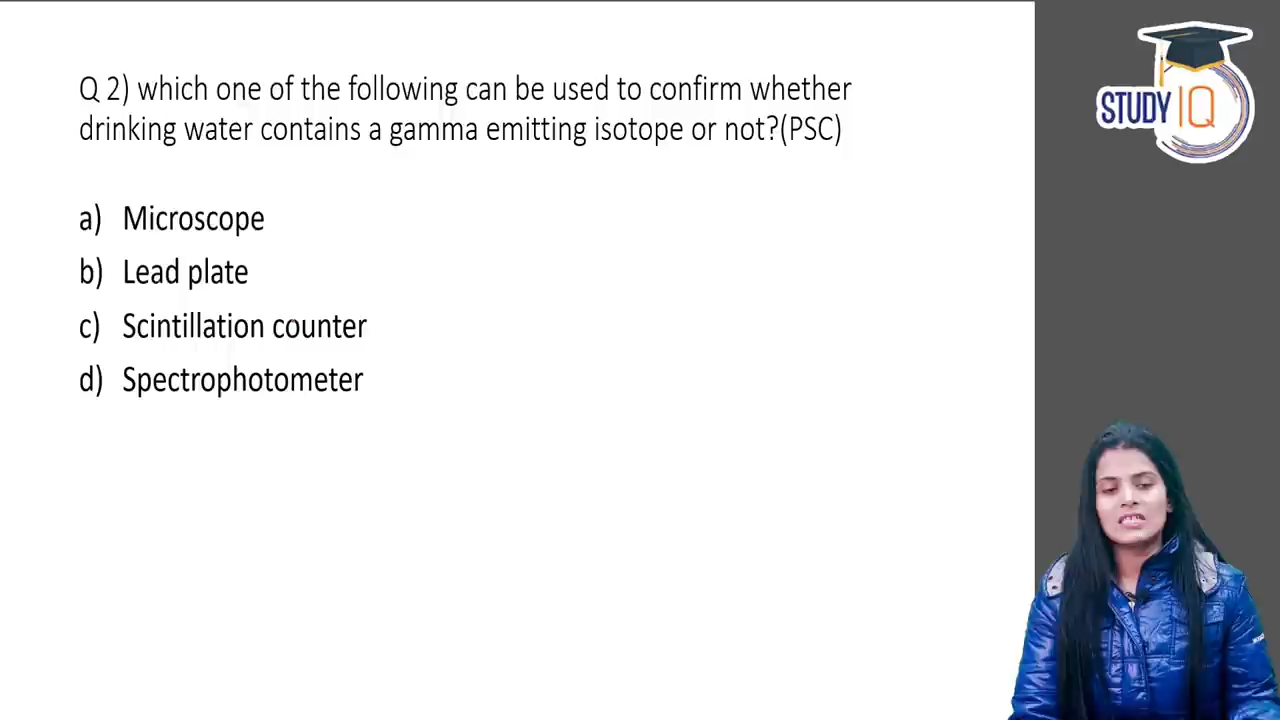 Q 2) which one of the following can be used to confirm whether
drinking water contains a gamma emitting isotope or not?(PSC)
a) Microscope
b) Lead plate
c) Scintillation counter
d) Spectrophotometer
STUDY IQ